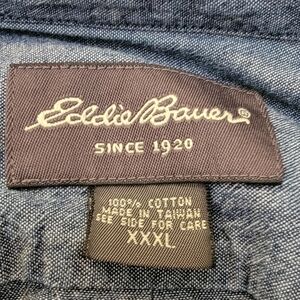 Eddie Bauer®
SINCE 1920
100% COTTON
MADE IN TAIWAN
SEE SIDE FOR CARE
XXXL